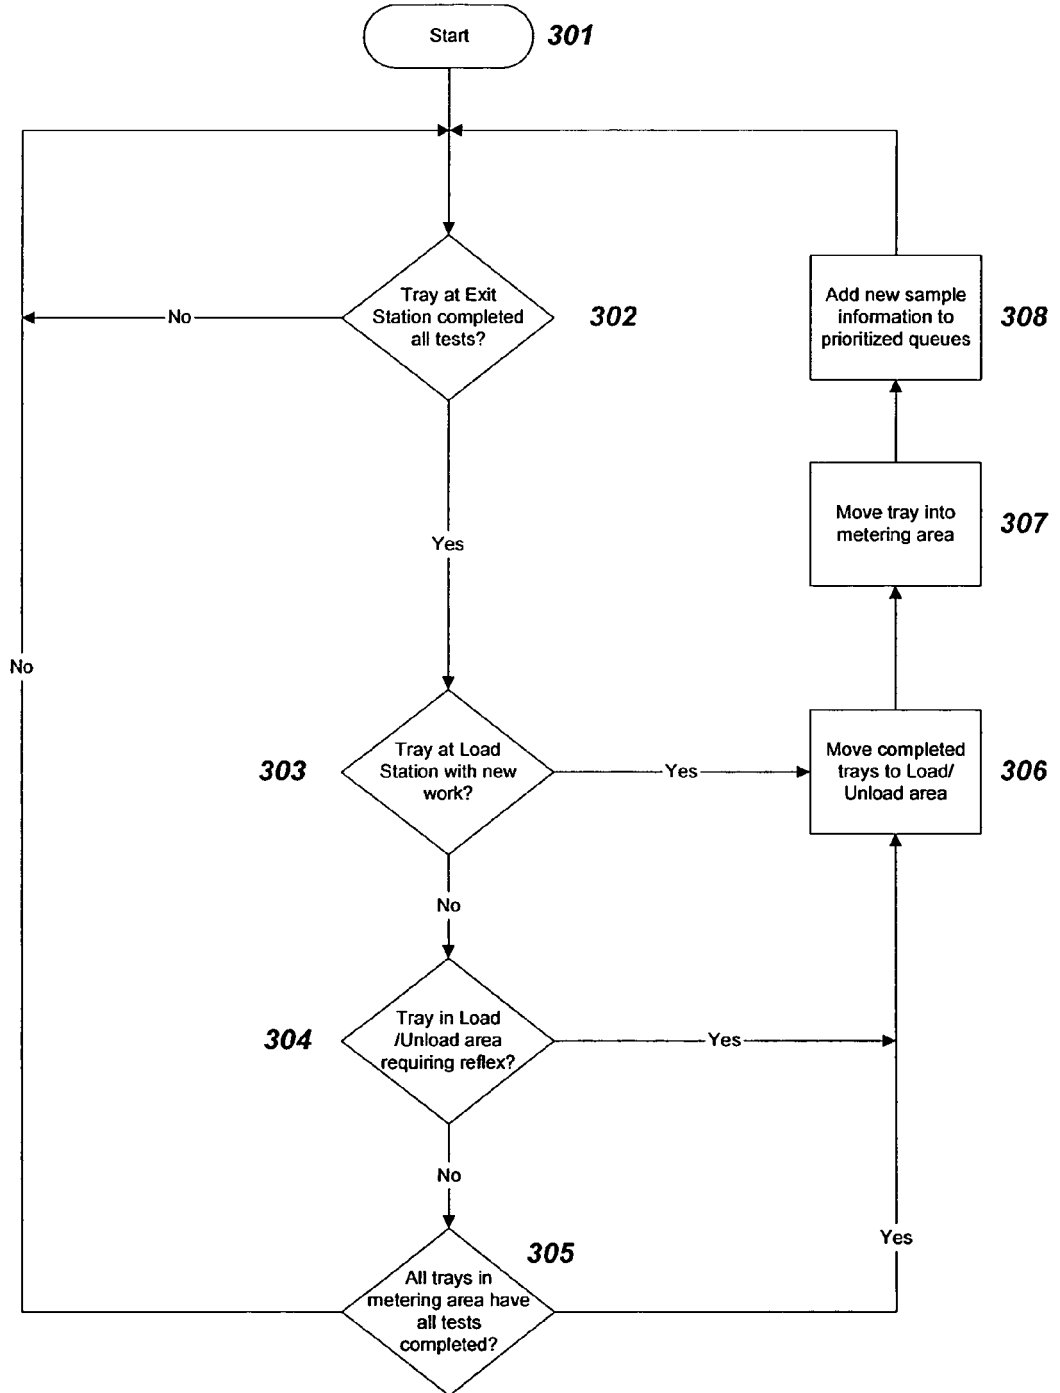 Start
301
Tray at Exit
Station completed
all tests?
302
No
Add new sample
information to
prioritized queues
308
Move tray into
metering area
307
Yes
No
303
Tray at Load
Station with new
work?
Yes
Move completed
trays to Load/
Unload area
306
No
304
Tray in Load
/Unload area
requiring reflex?
Yes
No
305
All trays in
metering area have
all tests
completed?
Yes